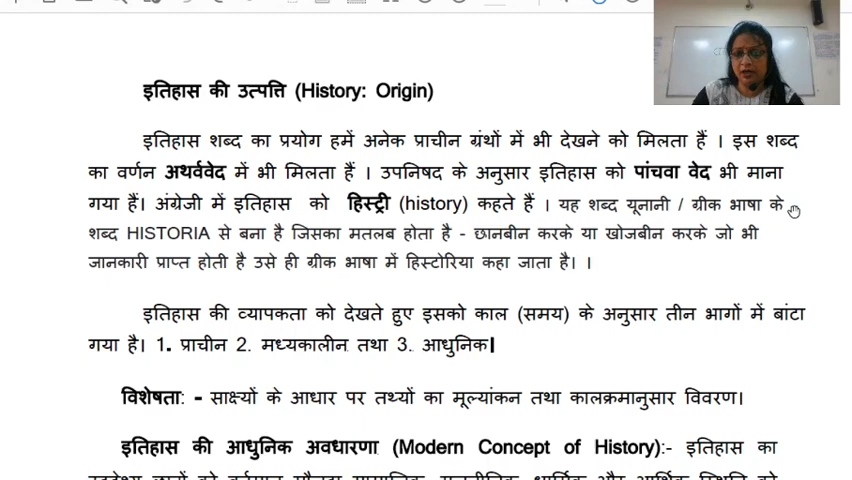 इतिहास की उत्पत्ति (History: Origin)
इतिहास शब्द का प्रयोग हमें अनेक प्राचीन ग्रंथों में भी देखने को मिलता हैं । इस शब्द
का वर्णन अथर्ववेद में भी मिलता हैं । उपनिषद के अनुसार इतिहास को पांचवा वेद भी माना
गया हैं। अंग्रेजी में इतिहास को हिस्ट्री (history) कहते हैं । यह शब्द यूनानी / ग्रीक भाषा के
शब्द HISTORIA से बना है जिसका मतलब होता है - छानबीन करके या खोजबीन करके जो भी
जानकारी प्राप्त होती है उसे ही ग्रीक भाषा में हिस्टोरिया कहा जाता है। ।
इतिहास की व्यापकता को देखते हुए इसको काल (समय) के अनुसार तीन भागों में बांटा
गया है। 1. प्राचीन 2. मध्यकालीन तथा 3. आधुनिक।
विशेषता: - साक्ष्यों के आधार पर तथ्यों का मूल्यांकन तथा कालक्रमानुसार विवरण।
इतिहास की आधुनिक अवधारणा (Modern Concept of History):- इतिहास का